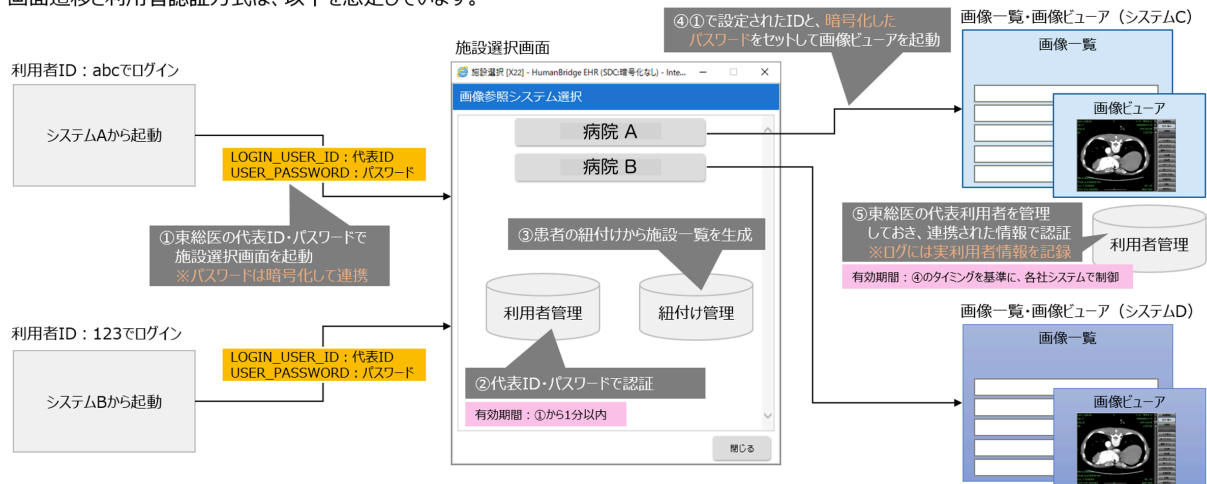 画面遷移と利用者認証方式は、以下を想定しています。
利用者ID：abcでログイン
システムAから起動
LOGIN_USER_ID：代表ID
USER_PASSWORD：パスワード
①東総医の代表ID・パスワードで
施設選択画面を起動
※パスワードは暗号化して連携
利用者ID：123でログイン
システムBから起動
LOGIN_USER_ID：代表ID
USER_PASSWORD：パスワード
施設選択画面
施設選択 [X22] - HumanBridge EHR (SDC:暗号化なし) - Inte...
画像参照システム選択
病院 A
病院 B
③患者の紐付けから施設一覧を生成
利用者管理
紐付け管理
②代表ID・パスワードで認証
有効期間：①から1分以内
閉じる
④①で設定されたIDと、暗号化した
パスワードをセットして画像ビューアを起動
画像一覧・画像ビューア（システムC）
画像一覧
画像ビューア
⑤東総医の代表利用者を管理
しておき、連携された情報で認証
※ログには実利用者情報を記録
利用者管理
有効期間：④のタイミングを基準に、各社システムで制御
画像一覧・画像ビューア（システムD）
画像一覧
画像ビューア